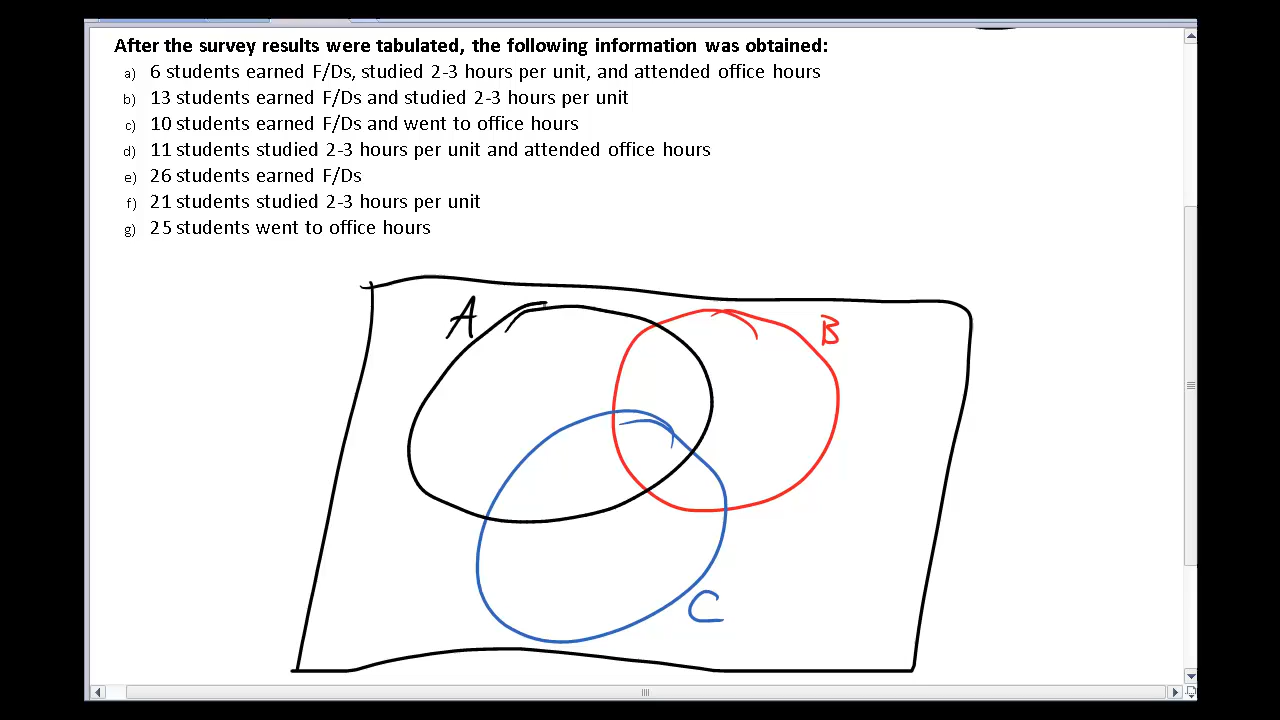 After the survey results were tabulated, the following information was obtained:
a) 6 students earned F/Ds, studied 2-3 hours per unit, and attended office hours
b) 13 students earned F/Ds and studied 2-3 hours per unit
c) 10 students earned F/Ds and went to office hours
d) 11 students studied 2-3 hours per unit and attended office hours
e) 26 students earned F/Ds
f) 21 students studied 2-3 hours per unit
g) 25 students went to office hours
A
B
C